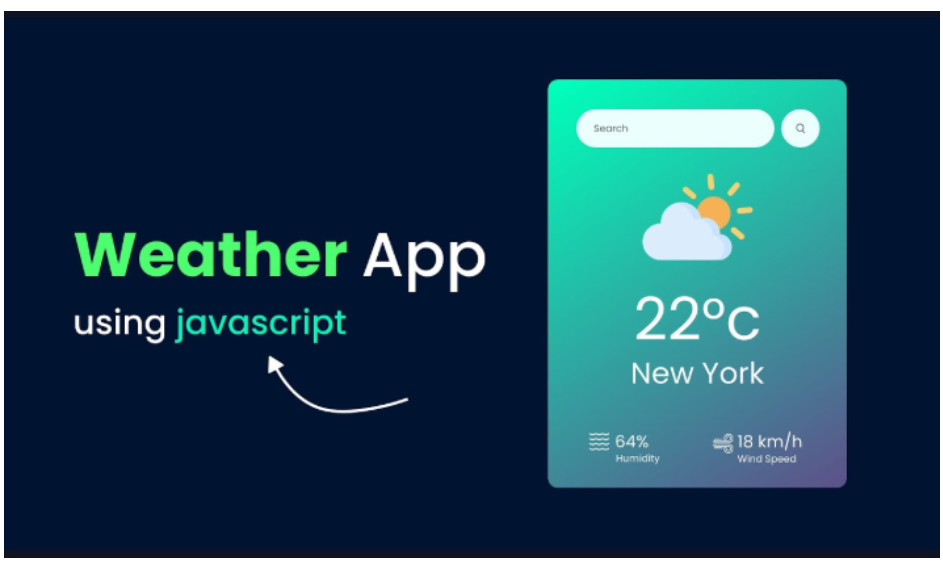 Weather App
using javascript
Search
22°c
New York
64%
Humidity
18 km/h
Wind Speed